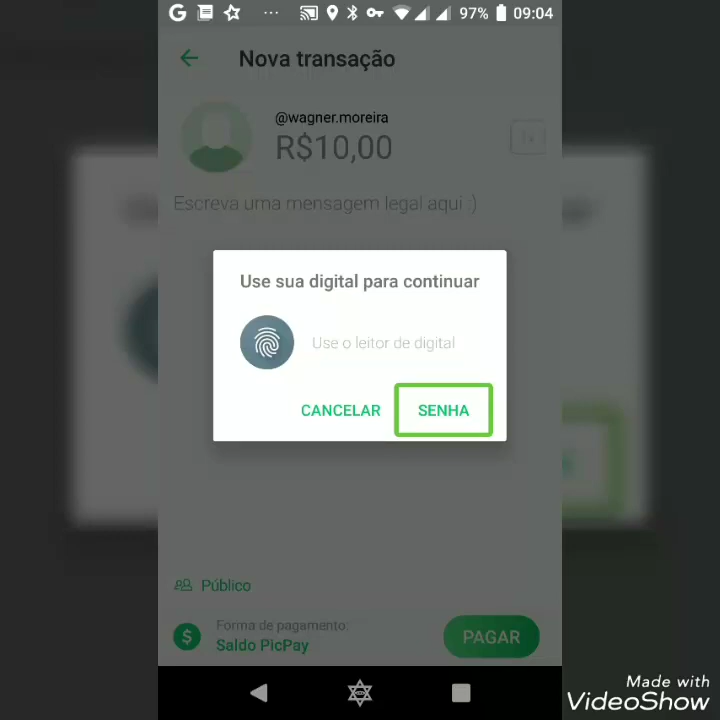 97% 09:04
Nova transação
@wagner.moreira
R$10,00
1x
Escreva uma mensagem legal aqui :)
Use sua digital para continuar
Use o leitor de digital
CANCELAR SENHA
Público
Forma de pagamento:
Saldo PicPay
PAGAR
Made with
VideoShow